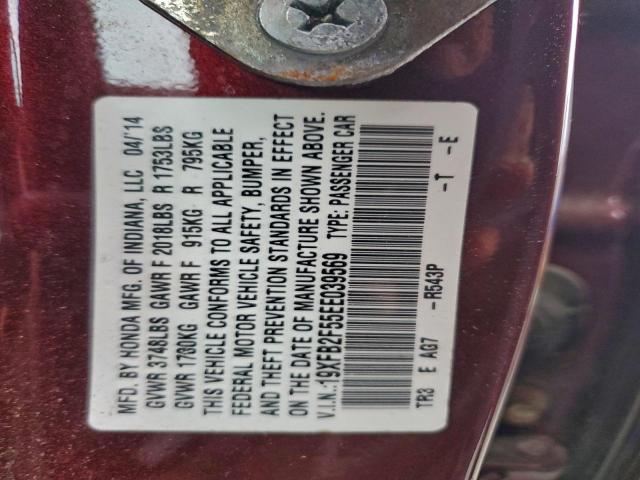 MFD. BY HONDA MFG. OF INDIANA, LLC 04/14
GVWR 3748LBS GAWR F 2018LBS R 1753LBS
GVWR 1700KG GAWR F 915KG R 795KG
THIS VEHICLE CONFORMS TO ALL APPLICABLE
FEDERAL MOTOR VEHICLE SAFETY, BUMPER,
AND THEFT PREVENTION STANDARDS IN EFFECT
ON THE DATE OF MANUFACTURE SHOWN ABOVE.
V.I.N.:19XFB2F55EE039569 TYPE: PASSENGER CAR
TR3 E AG7 -R543P -T -E